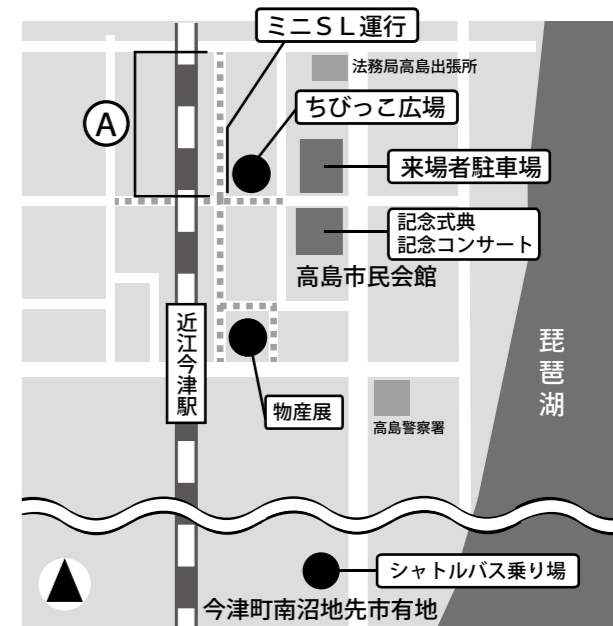 ミニＳＬ運行
法務局高島出張所
ちびっこ広場
A
来場者駐車場
記念式典
記念コンサート
高島市民会館
近江今津駅
琵琶湖
物産展
高島警察署
シャトルバス乗り場
今津町南沼地先市有地